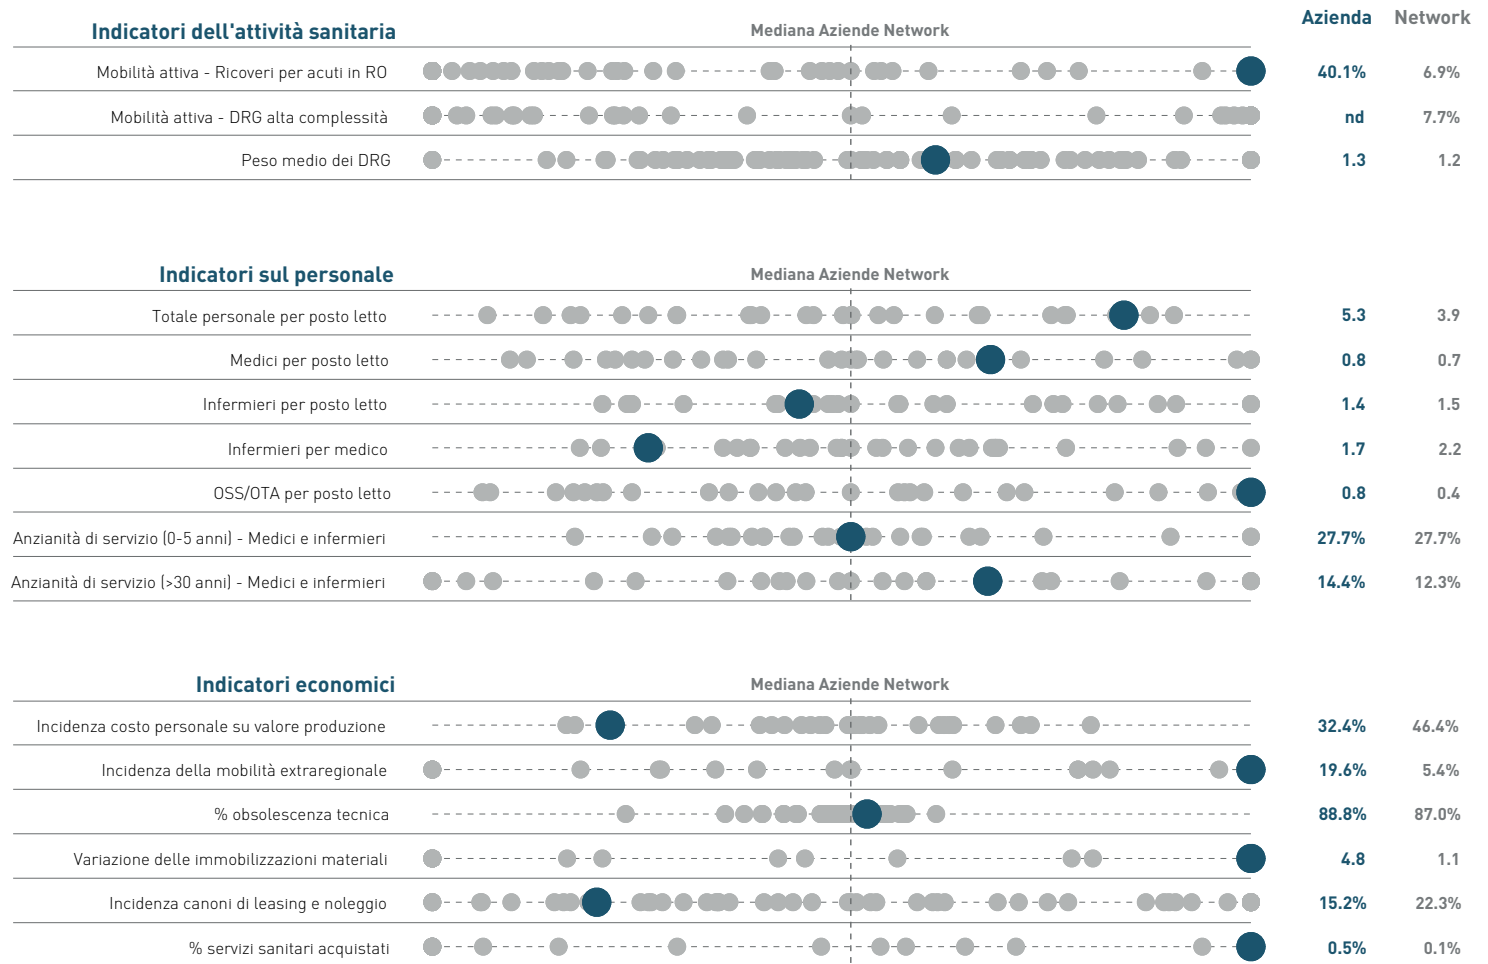 Azienda Network
Indicatori dell'attività sanitaria Mediana Aziende Network
Mobilità attiva - Ricoveri per acuti in RO 40.1% 6.9%
Mobilità attiva - DRG alta complessità nd 7.7%
Peso medio dei DRG 1.3 1.2
Indicatori sul personale Mediana Aziende Network
Totale personale per posto letto 5.3 3.9
Medici per posto letto 0.8 0.7
Infermieri per posto letto 1.4 1.5
Infermieri per medico 1.7 2.2
OSS/OTA per posto letto 0.8 0.4
Anzianità di servizio (0-5 anni) - Medici e infermieri 27.7% 27.7%
Anzianità di servizio (>30 anni) - Medici e infermieri 14.4% 12.3%
Indicatori economici Mediana Aziende Network
Incidenza costo personale su valore produzione 32.4% 46.4%
Incidenza della mobilità extraregionale 19.6% 5.4%
% obsolescenza tecnica 88.8% 87.0%
Variazione delle immobilizzazioni materiali 4.8 1.1
Incidenza canoni di leasing e noleggio 15.2% 22.3%
% servizi sanitari acquistati 0.5% 0.1%